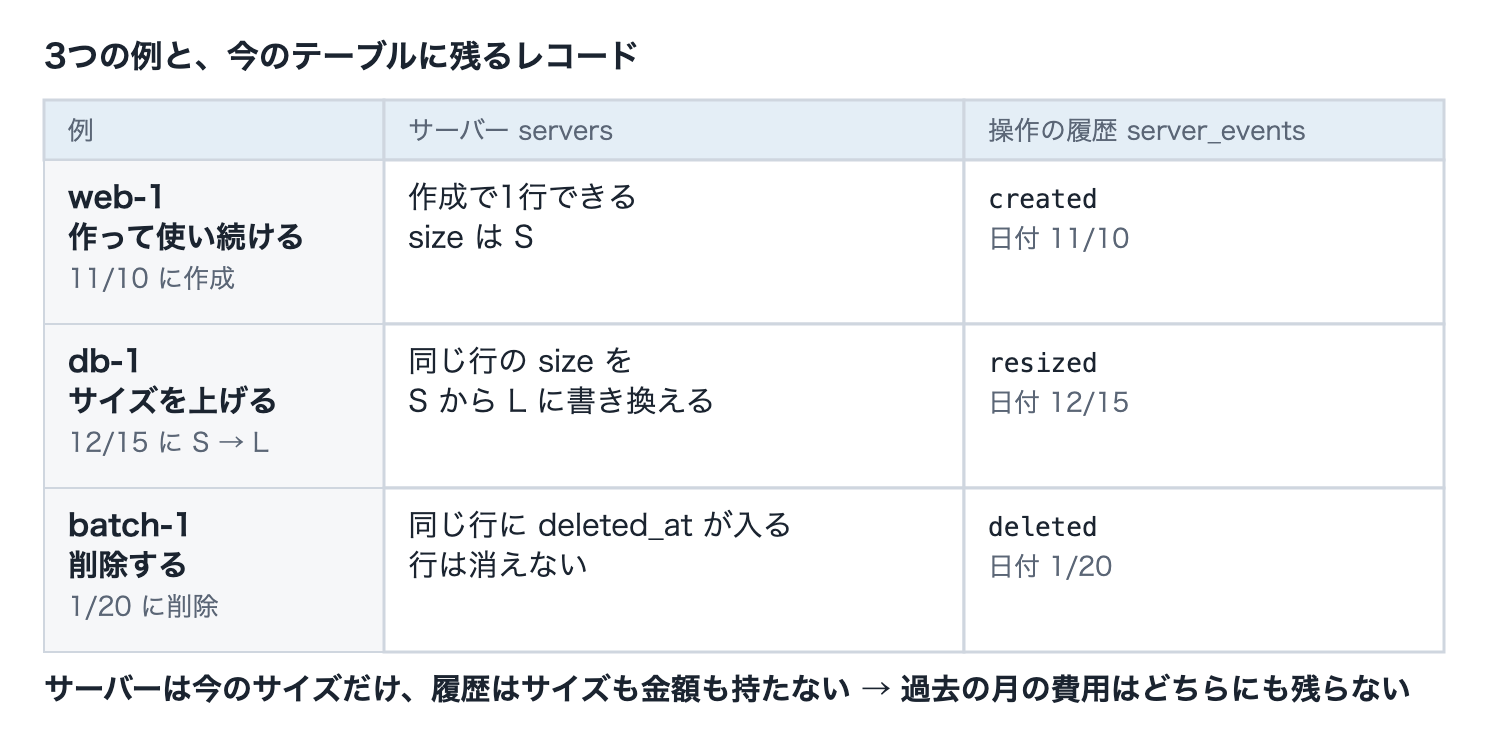 3つの例と、今のテーブルに残るレコード
例
サーバー servers
操作の履歴 server_events
web-1
作って使い続ける
11/10 に作成
作成で1行できる
size は S
created
日付 11/10
db-1
サイズを上げる
12/15 に S → L
同じ行の size を
S から L に書き換える
resized
日付 12/15
batch-1
削除する
1/20 に削除
同じ行に deleted_at が入る
行は消えない
deleted
日付 1/20
サーバーは今のサイズだけ、履歴はサイズも金額も持たない → 過去の月の費用はどちらにも残らない